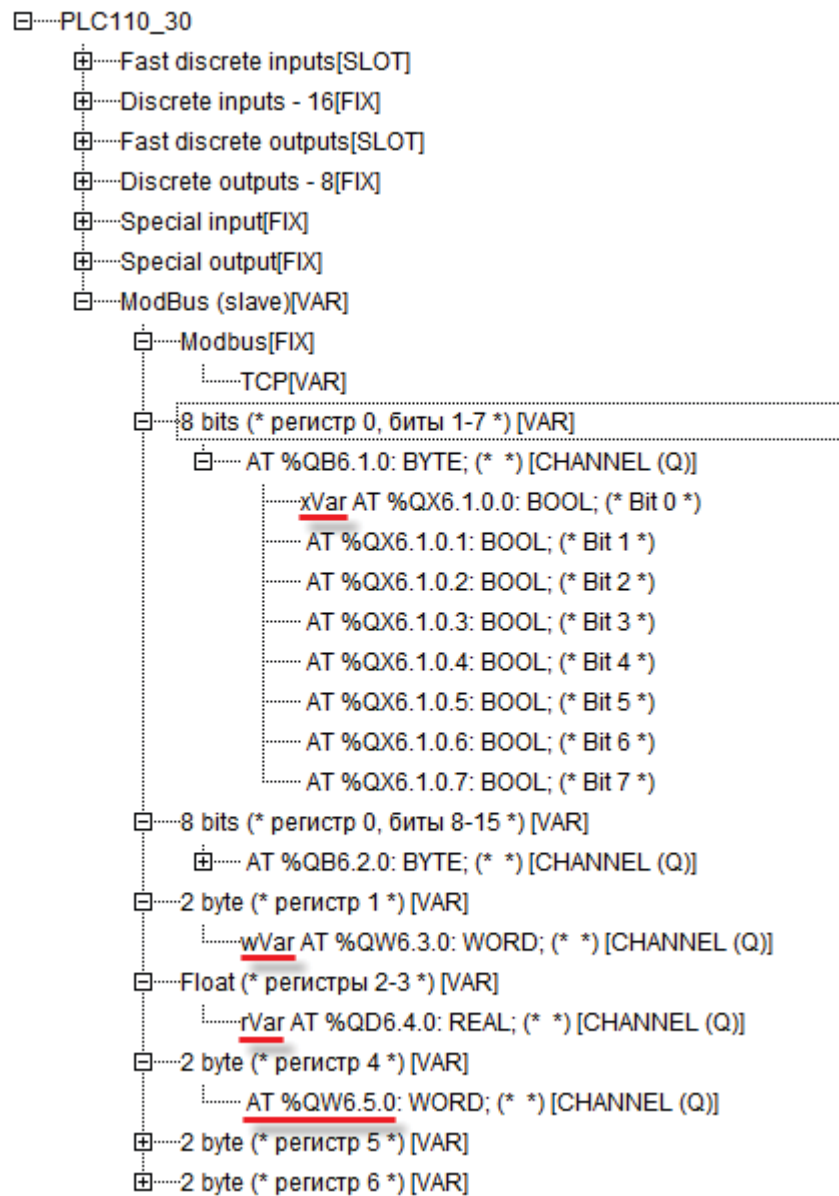 PLC110_30
Fast discrete inputs[SLOT]
Discrete inputs - 16[FIX]
Fast discrete outputs[SLOT]
Discrete outputs - 8[FIX]
Special input[FIX]
Special output[FIX]
ModBus (slave)[VAR]
Modbus[FIX]
TCP[VAR]
8 bits (* регистр 0, биты 1-7 *) [VAR]
AT %QB6.1.0: BYTE; (* *) [CHANNEL (Q)]
xVar AT %QX6.1.0.0: BOOL; (* Bit 0 *)
AT %QX6.1.0.1: BOOL; (* Bit 1 *)
AT %QX6.1.0.2: BOOL; (* Bit 2 *)
AT %QX6.1.0.3: BOOL; (* Bit 3 *)
AT %QX6.1.0.4: BOOL; (* Bit 4 *)
AT %QX6.1.0.5: BOOL; (* Bit 5 *)
AT %QX6.1.0.6: BOOL; (* Bit 6 *)
AT %QX6.1.0.7: BOOL; (* Bit 7 *)
8 bits (* регистр 0, биты 8-15 *) [VAR]
AT %QB6.2.0: BYTE; (* *) [CHANNEL (Q)]
2 byte (* регистр 1 *) [VAR]
wVar AT %QW6.3.0: WORD; (* *) [CHANNEL (Q)]
Float (* регистры 2-3 *) [VAR]
rVar AT %QD6.4.0: REAL; (* *) [CHANNEL (Q)]
2 byte (* регистр 4 *) [VAR]
AT %QW6.5.0: WORD; (* *) [CHANNEL (Q)]
2 byte (* регистр 5 *) [VAR]
2 byte (* регистр 6 *) [VAR]